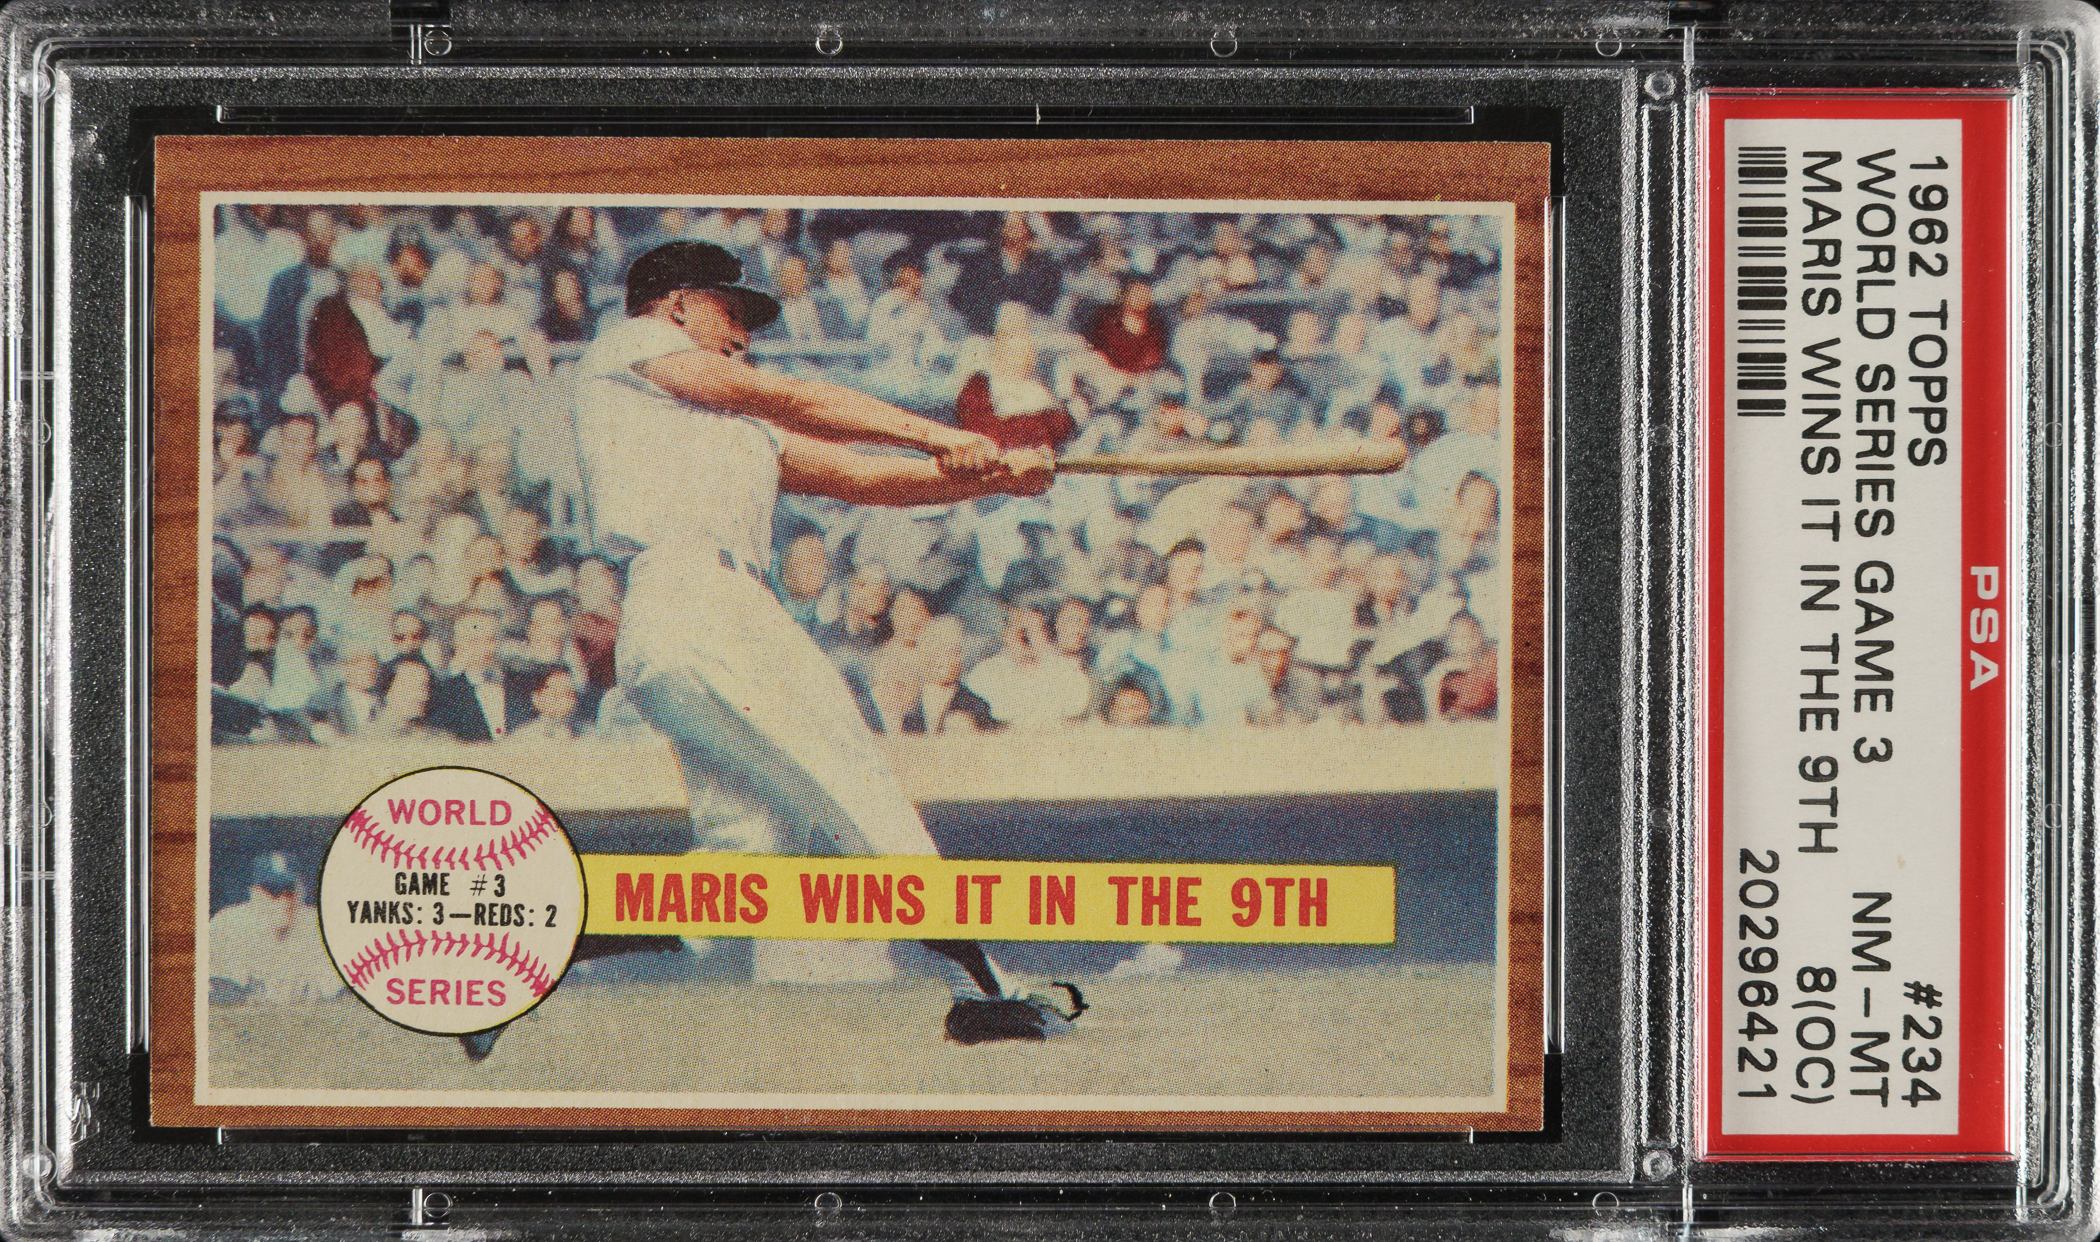 WORLD
GAME #3
YANKS: 3—REDS: 2
SERIES
MARIS WINS IT IN THE 9TH
PSA
1962 TOPPS #234
WORLD SERIES GAME 3 NM-MT
MARIS WINS IT IN THE 9TH 8(OC)
20296421